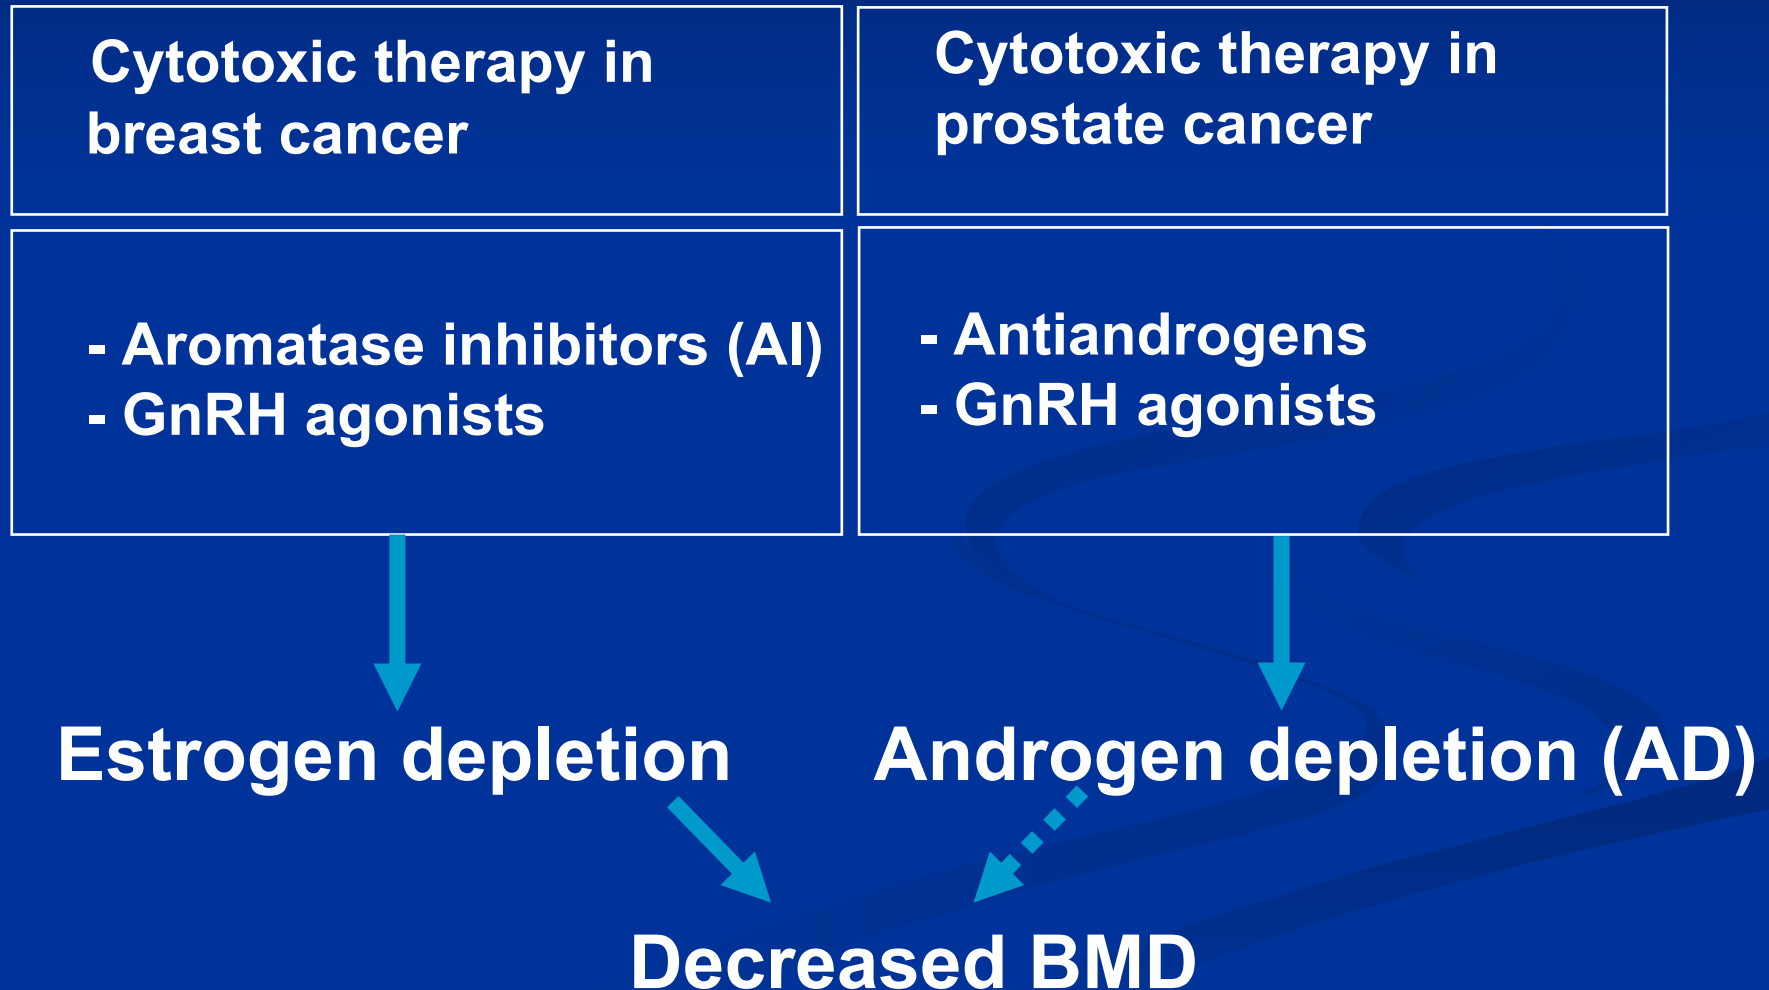 Cytotoxic therapy in
breast cancer
Cytotoxic therapy in
prostate cancer
- Aromatase inhibitors (AI)
- GnRH agonists
- Antiandrogens
- GnRH agonists
Estrogen depletion
Androgen depletion (AD)
Decreased BMD